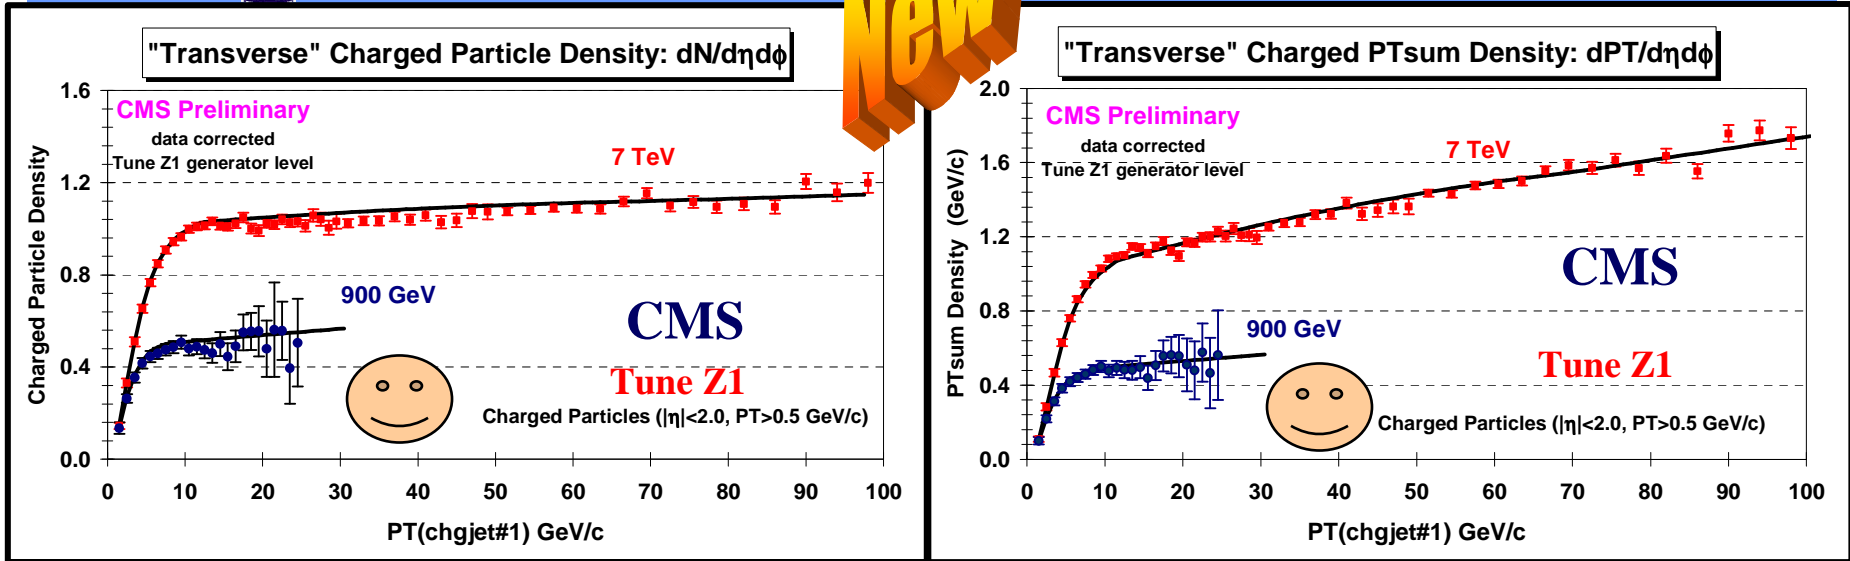 New
"Transverse" Charged Particle Density: dN/dηdϕ
1.6
1.2
0.8
0.4
0.0
Charged Particle Density
CMS Preliminary
data corrected
Tune Z1 generator level
7 TeV
900 GeV
CMS
Tune Z1
Charged Particles (|η|<2.0, PT>0.5 GeV/c)
0 10 20 30 40 50 60 70 80 90 100
PT(chgjet#1) GeV/c
"Transverse" Charged PTsum Density: dPT/dηdϕ
2.0
1.6
1.2
0.8
0.4
0.0
PTsum Density (GeV/c)
CMS Preliminary
data corrected
Tune Z1 generator level
7 TeV
CMS
900 GeV
Tune Z1
Charged Particles (|η|<2.0, PT>0.5 GeV/c)
0 10 20 30 40 50 60 70 80 90 100
PT(chgjet#1) GeV/c